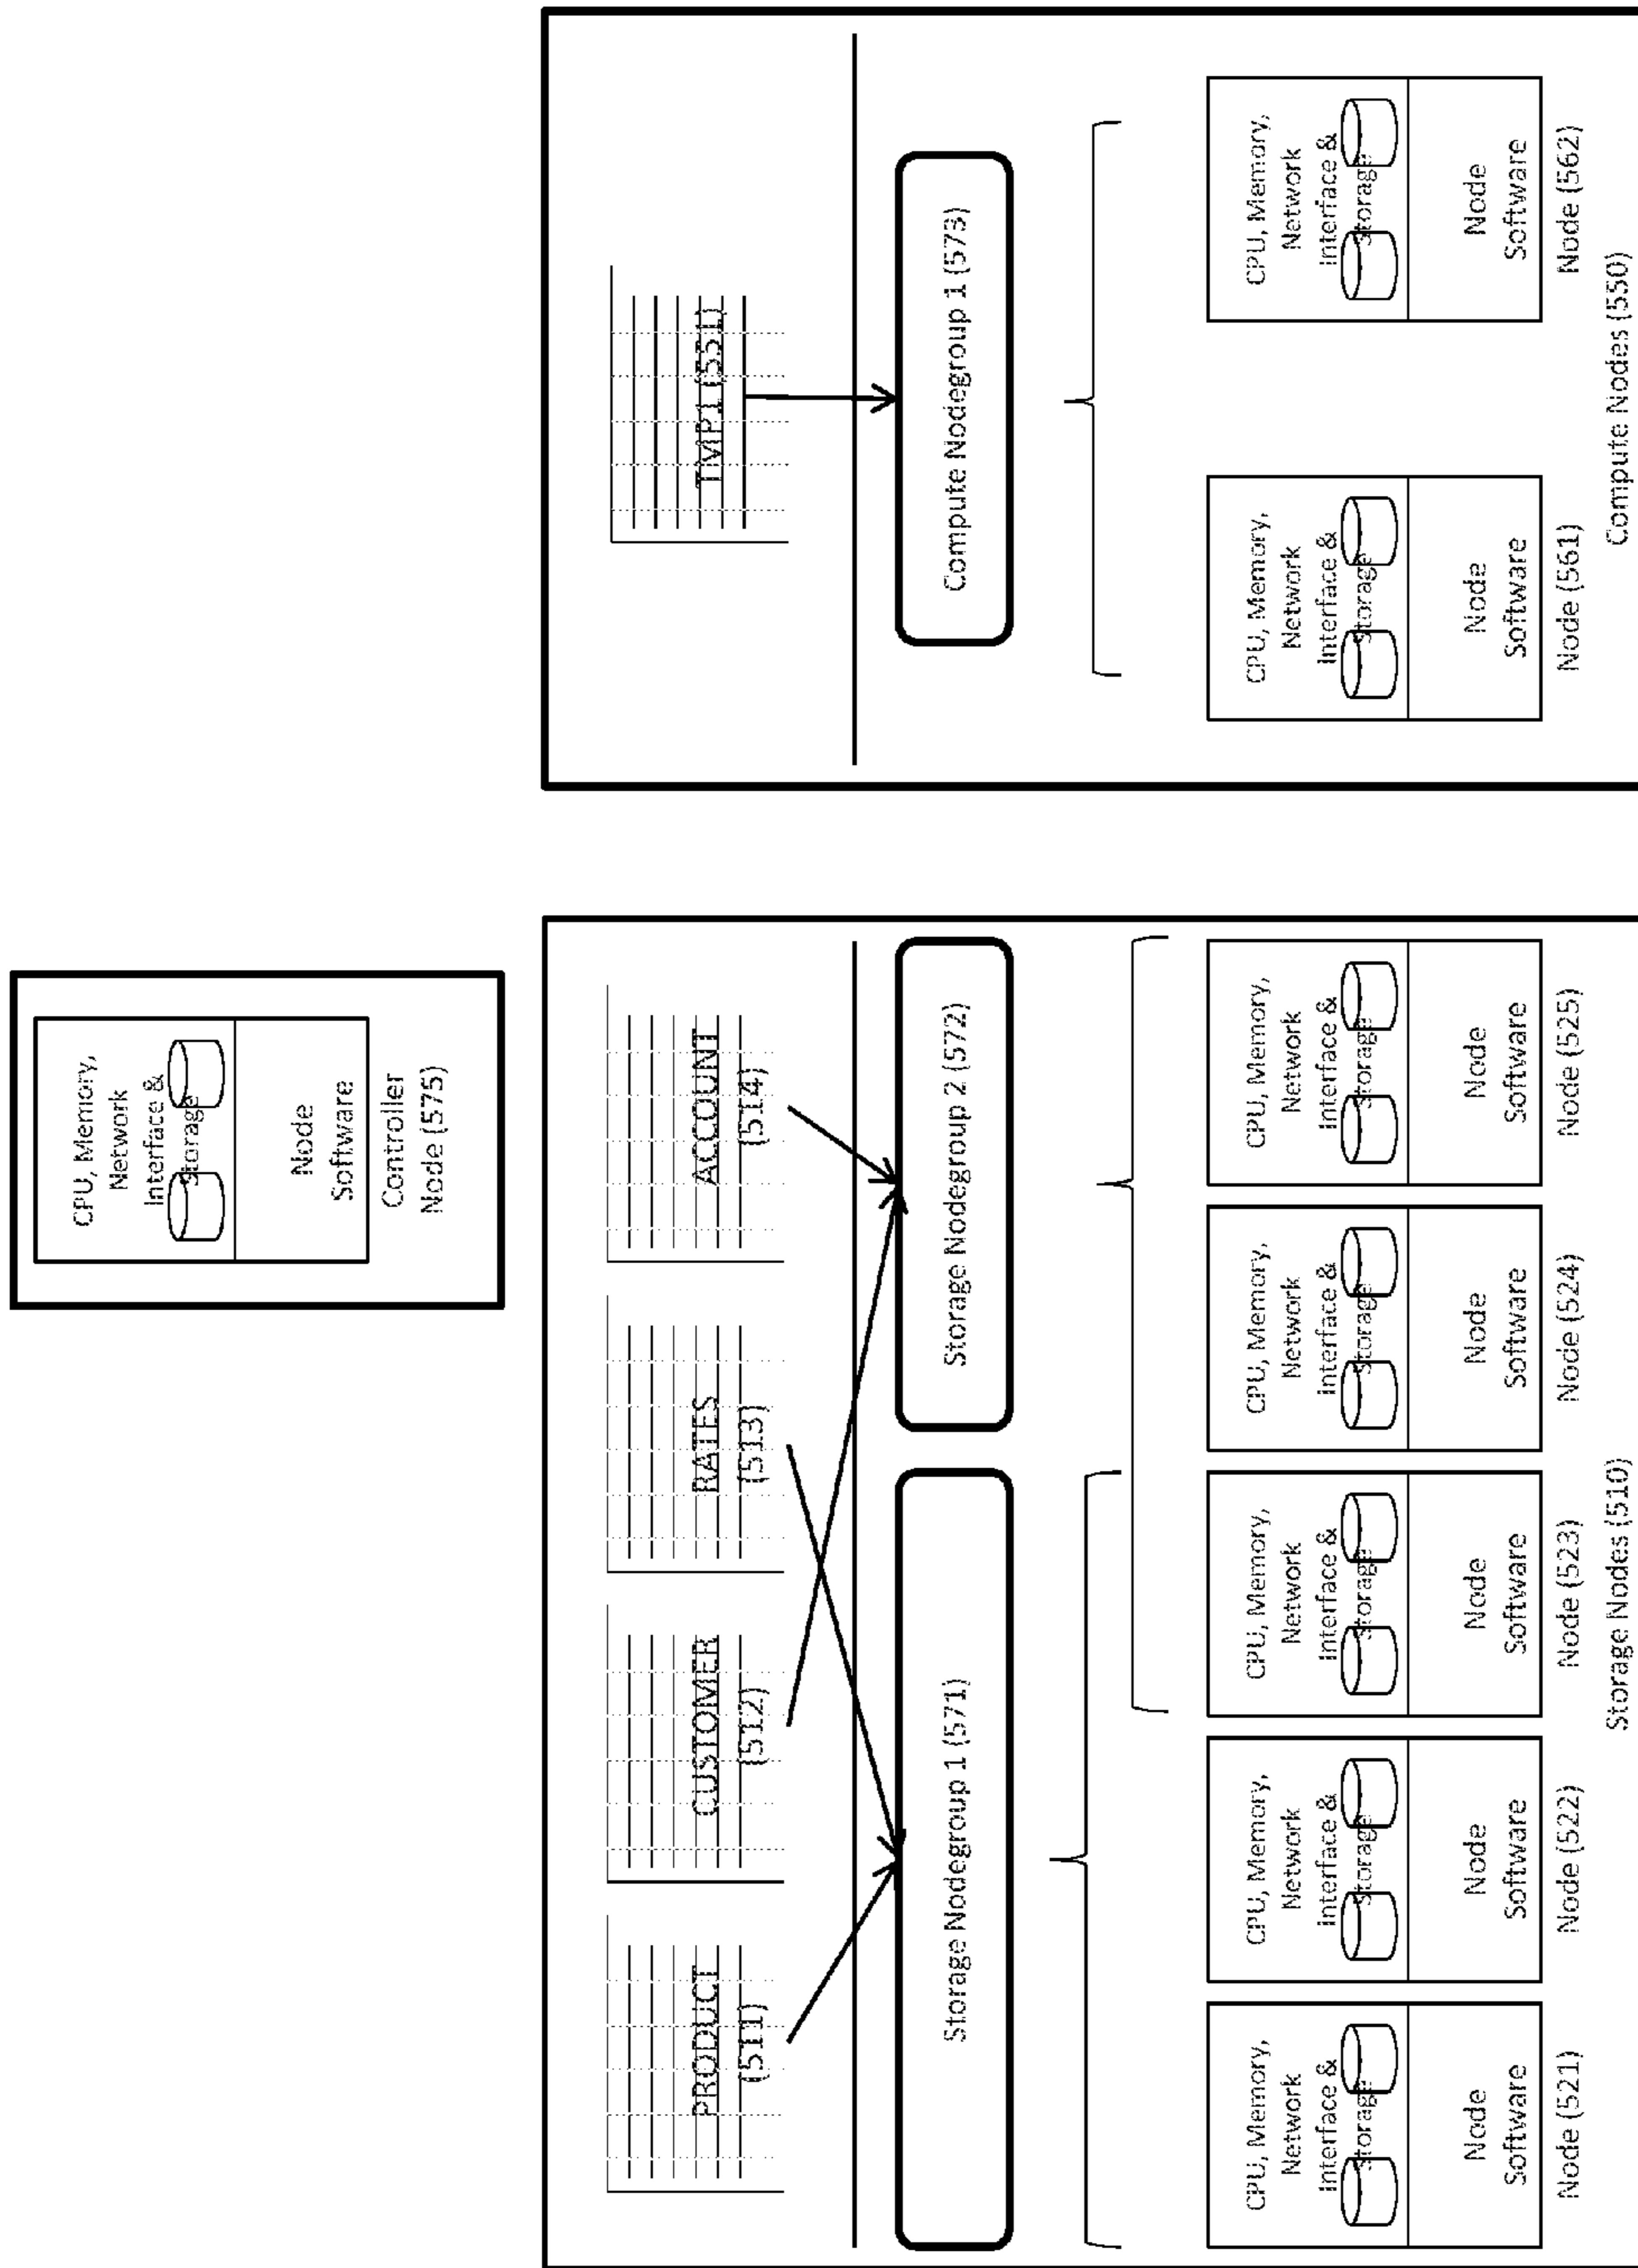 CPU, Memory,
Network
Interface &
Storage
Node
Software
Controller
Node (575)
PRODUCT
(511)
CUSTOMER
(512)
RATES
(513)
ACCOUNT
(514)
Storage Nodegroup 1 (571)
Storage Nodegroup 2 (572)
CPU, Memory,
Network
Interface &
Storage
Node
Software
Node (521)
CPU, Memory,
Network
Interface &
Storage
Node
Software
Node (522)
CPU, Memory,
Network
Interface &
Storage
Node
Software
Node (523)
CPU, Memory,
Network
Interface &
Storage
Node
Software
Node (524)
CPU, Memory,
Network
Interface &
Storage
Node
Software
Node (525)
Storage Nodes (510)
TMP1 (551)
Compute Nodegroup 1 (573)
CPU, Memory,
Network
Interface &
Storage
Node
Software
Node (561)
CPU, Memory,
Network
Interface &
Storage
Node
Software
Node (562)
Compute Nodes (550)